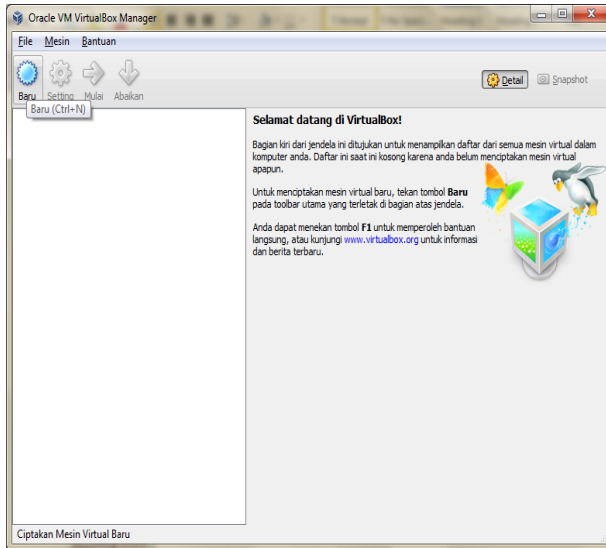 Oracle VM VirtualBox Manager
File Mesin Bantuan
Baru Setting Mulai Abaikan
Detail Snapshot
Baru (Ctrl+N)
Selamat datang di VirtualBox!
Bagian kiri dari jendela ini ditujukan untuk menampilkan daftar dari semua mesin virtual dalam
komputer anda. Daftar ini saat ini kosong karena anda belum menciptakan mesin virtual
apapun.
Untuk menciptakan mesin virtual baru, tekan tombol Baru
pada toolbar utama yang terletak di bagian atas jendela.
Anda dapat menekan tombol F1 untuk memperoleh bantuan
langsung, atau kunjungi www.virtualbox.org untuk informasi
dan berita terbaru.
Ciptakan Mesin Virtual Baru